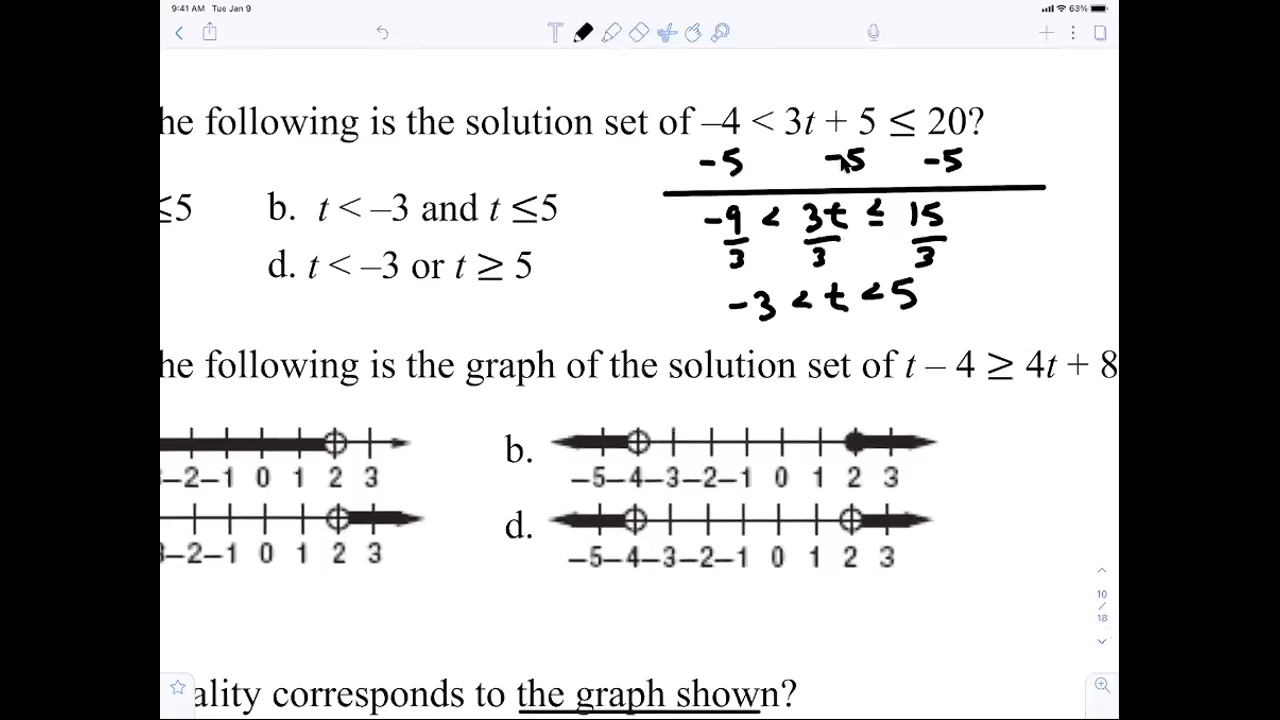 9:41 AM Tue Jan 9 63%
he following is the solution set of –4 < 3t + 5 ≤ 20?
-5 -5 -5
≤5 b. t < –3 and t ≤5
-9/3 < 3t/3 ≤ 15/3
d. t < –3 or t ≥ 5
-3 < t < 5
he following is the graph of the solution set of t – 4 ≥ 4t + 8
b.
–2 –1 0 1 2 3
–5 –4 –3 –2 –1 0 1 2 3
d.
–2 –1 0 1 2 3
–5 –4 –3 –2 –1 0 1 2 3
10
/
18
ality corresponds to the graph shown?